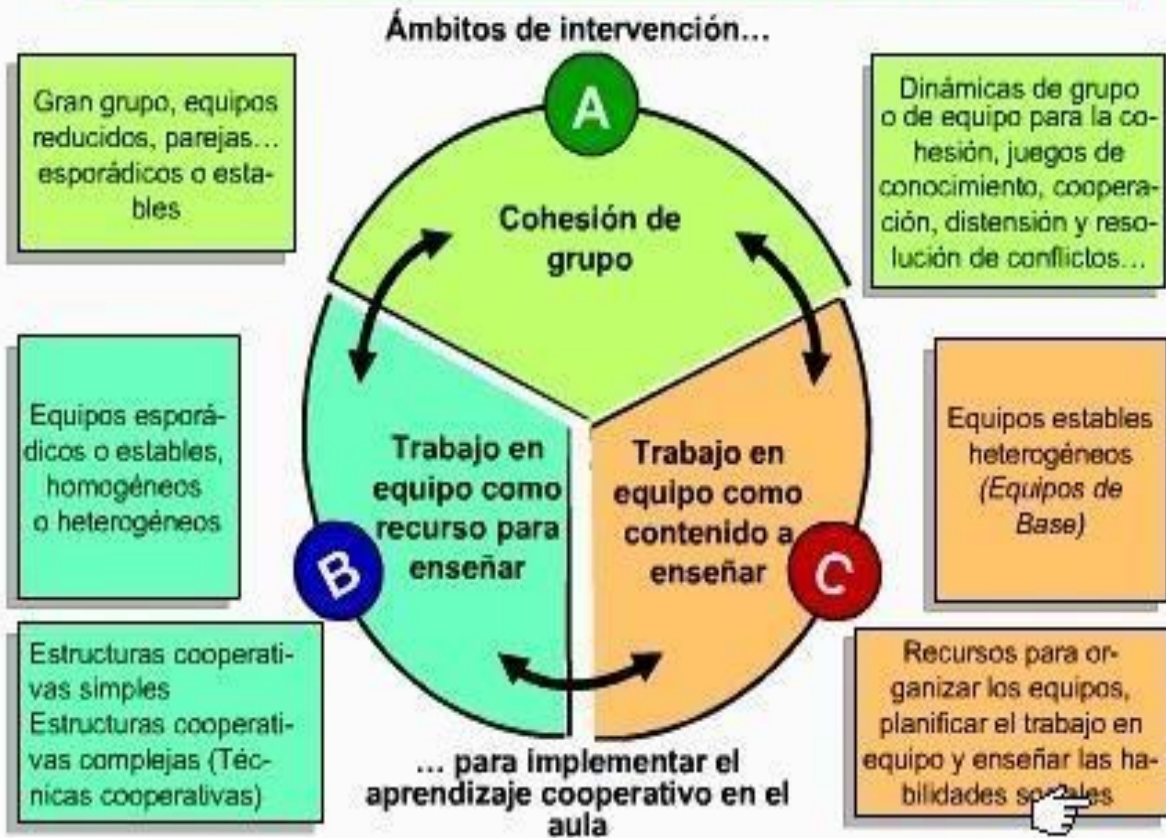 Ámbitos de intervención...
Gran grupo, equipos
reducidos, parejas...
esporádicos o esta-
bles
A
Dinámicas de grupo
o de equipo para la co-
hesión, juegos de
conocimiento, coopera-
ción, distensión y reso-
lución de conflictos...
Cohesión de
grupo
Equipos esporá-
dicos o estables,
homogéneos
o heterogéneos
Trabajo en
equipo como
recurso para
enseñar
B
Trabajo en
equipo como
contenido a
enseñar
C
Equipos estables
heterogéneos
(Equipos de
Base)
Estructuras cooperati-
vas simples
Estructuras cooperati-
vas complejas (Téc-
nicas cooperativas)
... para implementar el
aprendizaje cooperativo en el
aula
Recursos para or-
ganizar los equipos,
planificar el trabajo en
equipo y enseñar las ha-
bilidades sociales